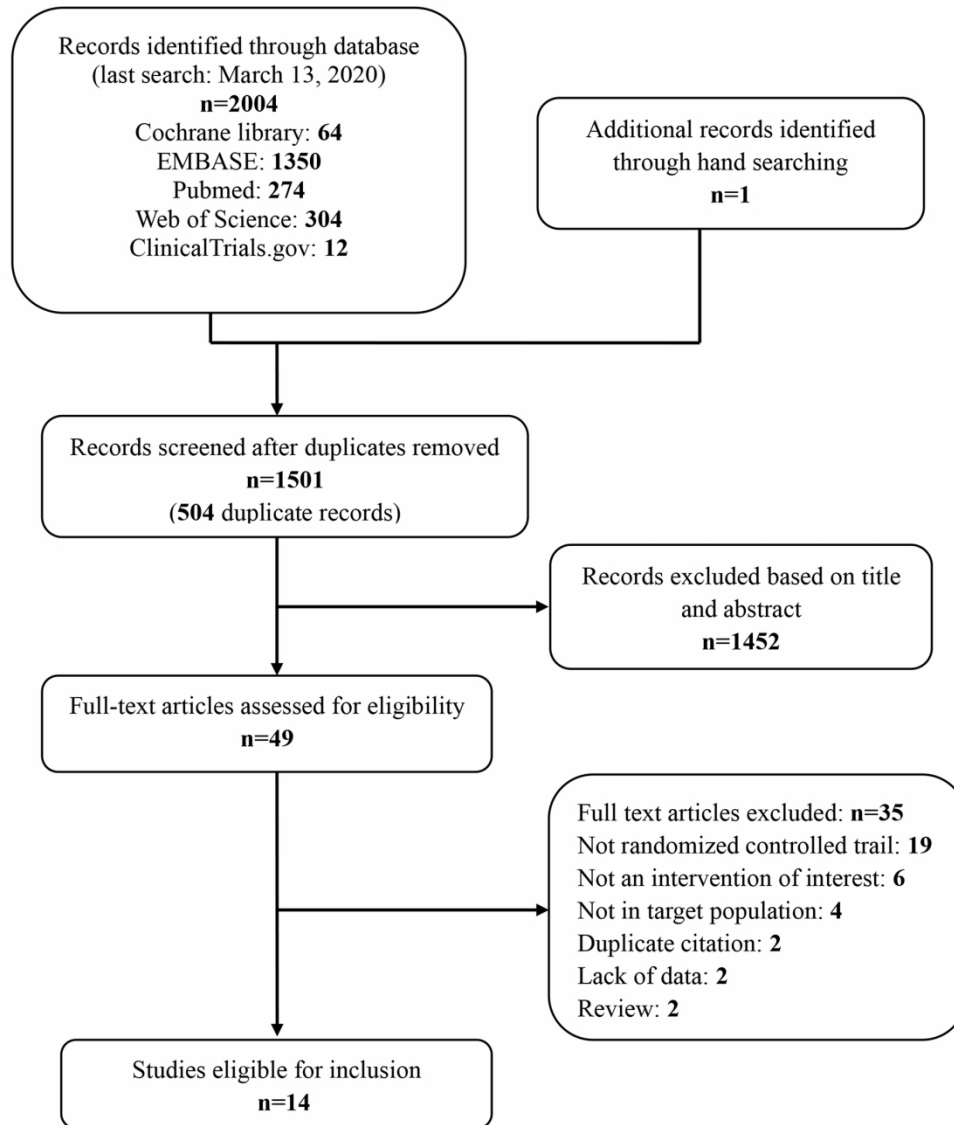 Records identified through database
(last search: March 13, 2020)
n=2004
Cochrane library: 64
EMBASE: 1350
Pubmed: 274
Web of Science: 304
ClinicalTrials.gov: 12
Additional records identified
through hand searching
n=1
Records screened after duplicates removed
n=1501
(504 duplicate records)
Records excluded based on title
and abstract
n=1452
Full-text articles assessed for eligibility
n=49
Full text articles excluded: n=35
Not randomized controlled trail: 19
Not an intervention of interest: 6
Not in target population: 4
Duplicate citation: 2
Lack of data: 2
Review: 2
Studies eligible for inclusion
n=14